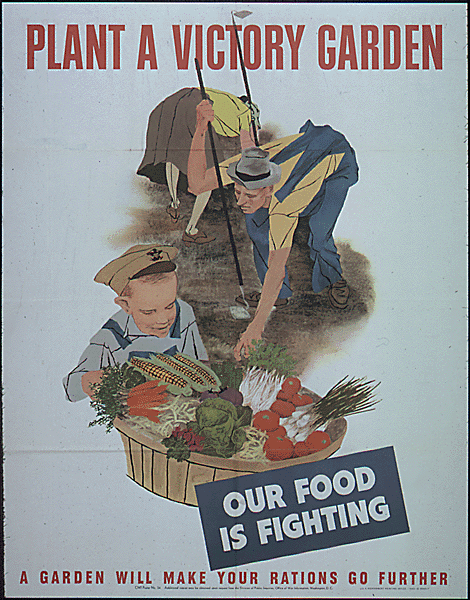 PLANT A VICTORY GARDEN
OUR FOOD
IS FIGHTING
A GARDEN WILL MAKE YOUR RATIONS GO FURTHER